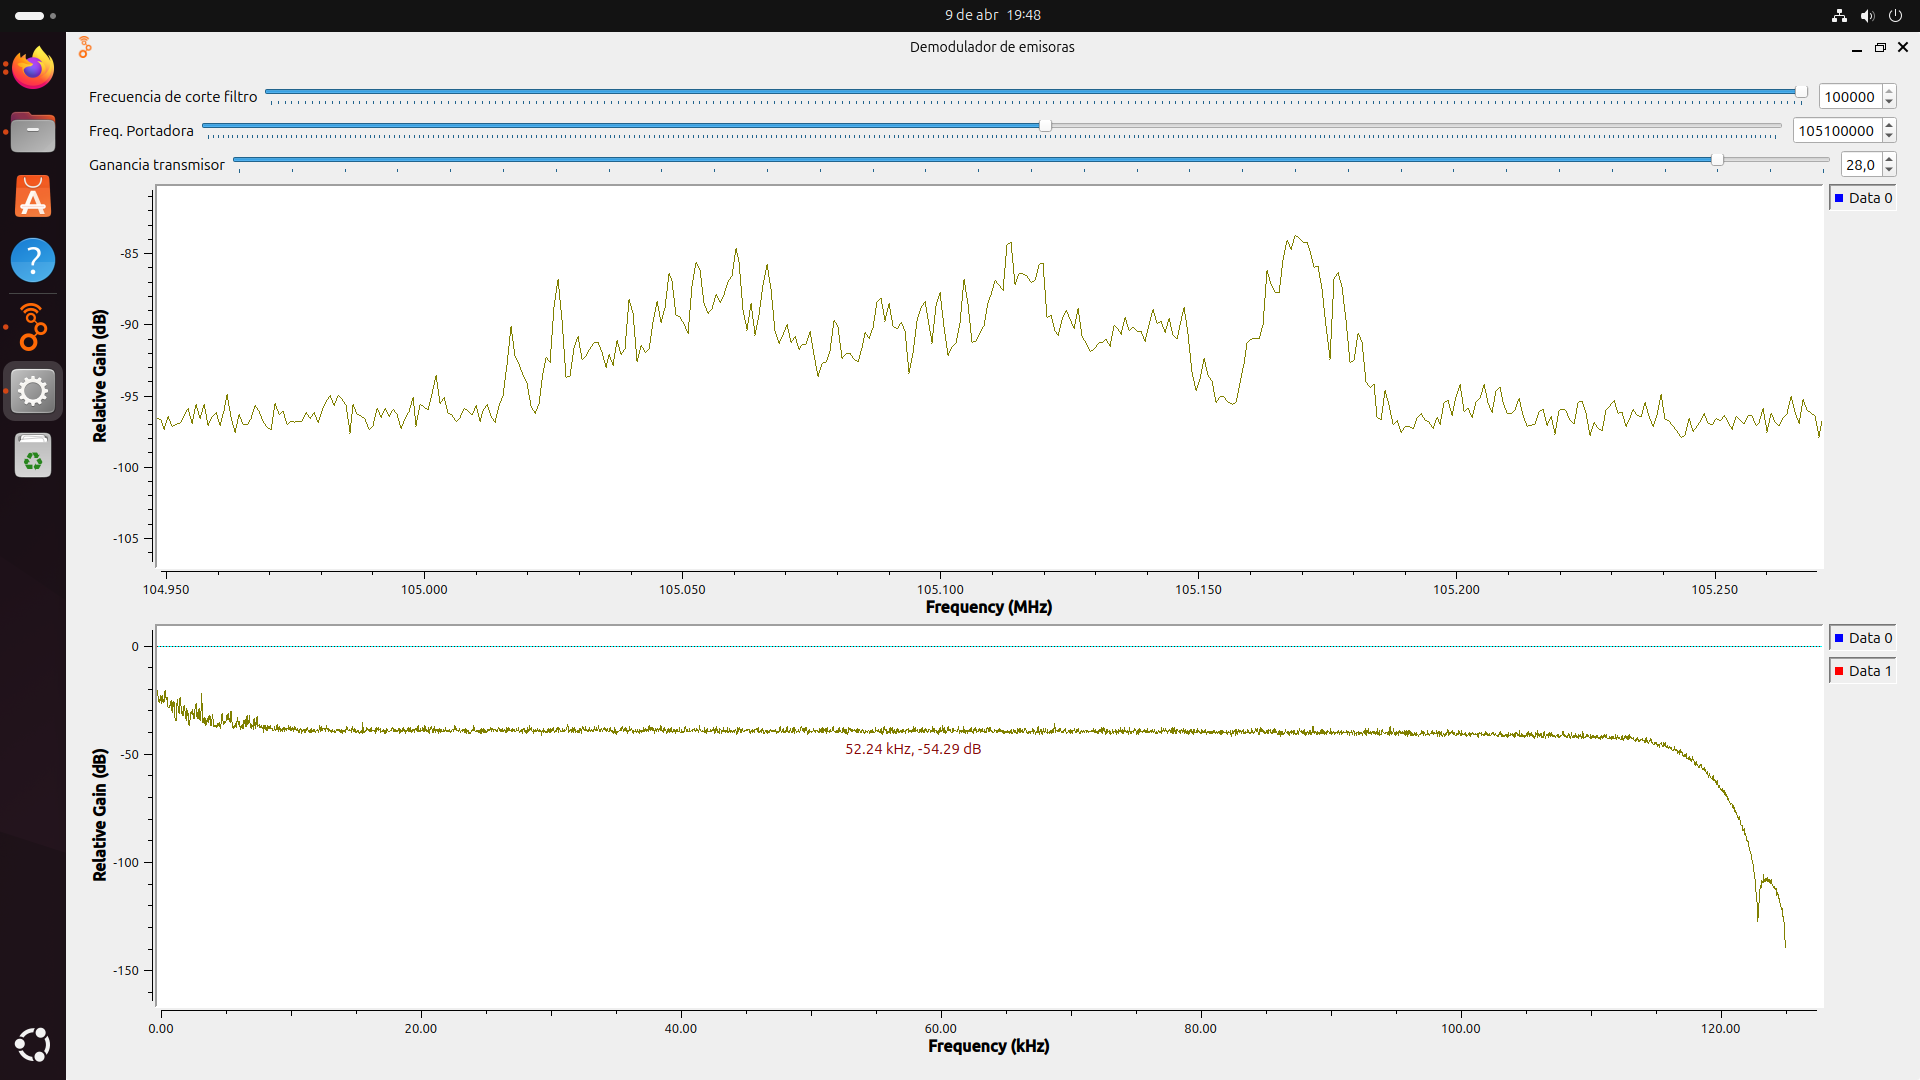 9 de abr 19:48
Demodulador de emisoras
Frecuencia de corte filtro
100000
Freq. Portadora
105100000
Ganancia transmisor
28,0
Data 0
Relative Gain (dB)
-85
-90
-95
-100
-105
104.950 105.000 105.050 105.100 105.150 105.200 105.250
Frequency (MHz)
Data 0
Data 1
Relative Gain (dB)
0
-50
-100
-150
52.24 kHz, -54.29 dB
0.00 20.00 40.00 60.00 80.00 100.00 120.00
Frequency (kHz)